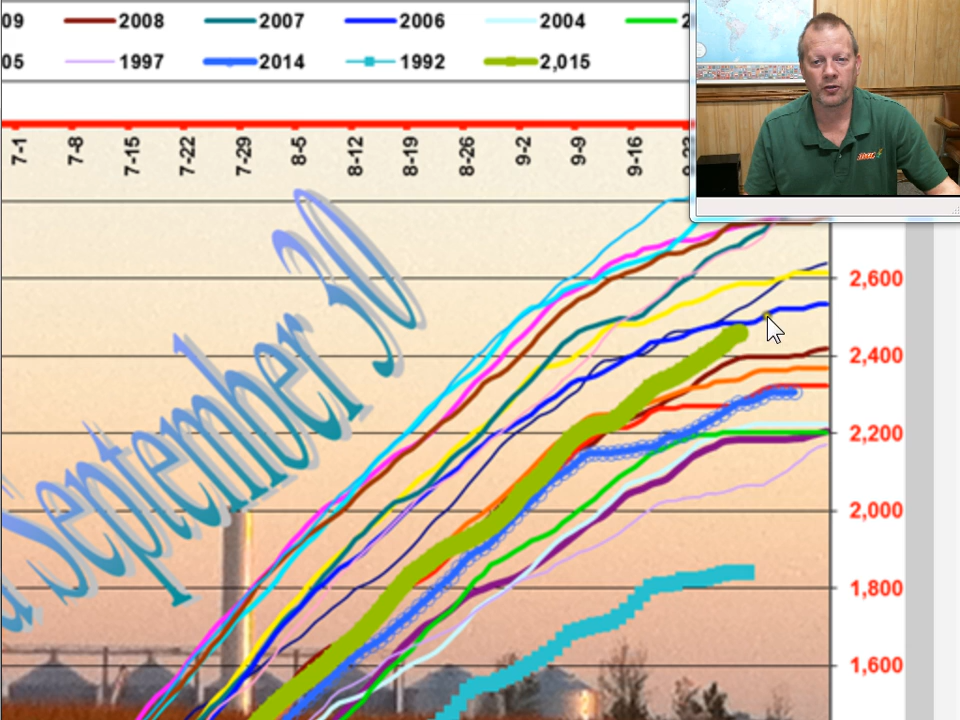 09 2008 2007 2006 2004
05 1997 2014 1992 2,015
7-1 7-8 7-15 7-22 7-29 8-5 8-12 8-19 8-26 9-2 9-9 9-16
September 30
2,600
2,400
2,200
2,000
1,800
1,600